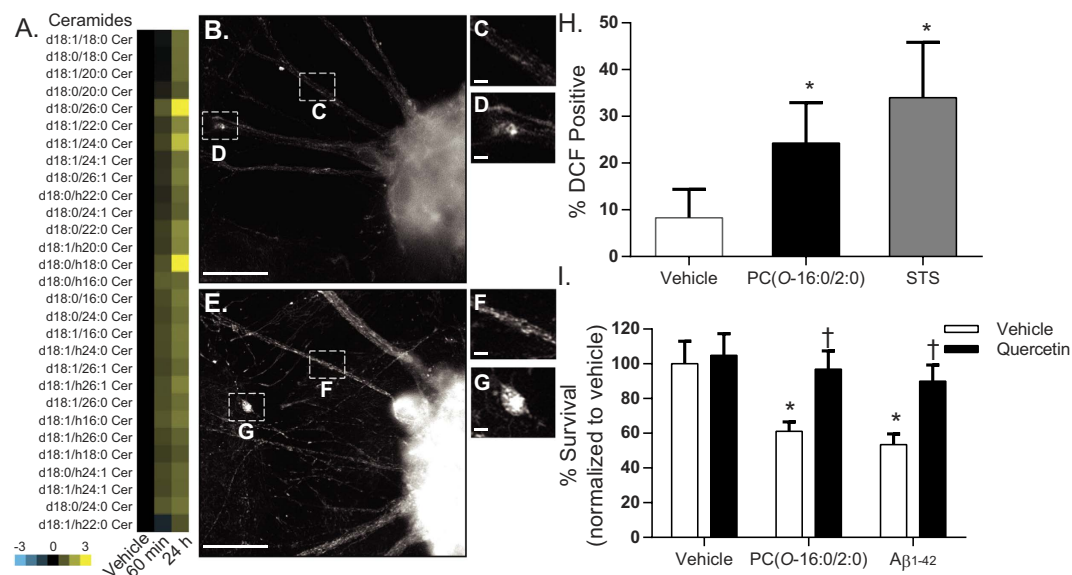 A.
Ceramides
d18:1/18:0 Cer
d18:0/18:0 Cer
d18:1/20:0 Cer
d18:0/20:0 Cer
d18:0/26:0 Cer
d18:1/22:0 Cer
d18:1/24:0 Cer
d18:1/24:1 Cer
d18:0/26:1 Cer
d18:0/h22:0 Cer
d18:0/24:1 Cer
d18:0/22:0 Cer
d18:1/h20:0 Cer
d18:0/h18:0 Cer
d18:0/h16:0 Cer
d18:0/16:0 Cer
d18:0/24:0 Cer
d18:1/16:0 Cer
d18:1/h24:0 Cer
d18:1/26:1 Cer
d18:1/h26:1 Cer
d18:1/26:0 Cer
d18:1/h16:0 Cer
d18:1/h26:0 Cer
d18:1/h18:0 Cer
d18:0/h24:1 Cer
d18:1/h24:1 Cer
d18:0/24:0 Cer
d18:1/h22:0 Cer
-3 0 3
Vehicle
60 min
24 h
B.
C
D
C
D
E.
F
G
F
G
H.
% DCF Positive
50
40
30
20
10
0
*
*
Vehicle PC(O-16:0/2:0) STS
I.
% Survival
(normalized to vehicle)
120
100
80
60
40
20
0
Vehicle
Quercetin
* † * †
Vehicle PC(O-16:0/2:0) Aβ1-42